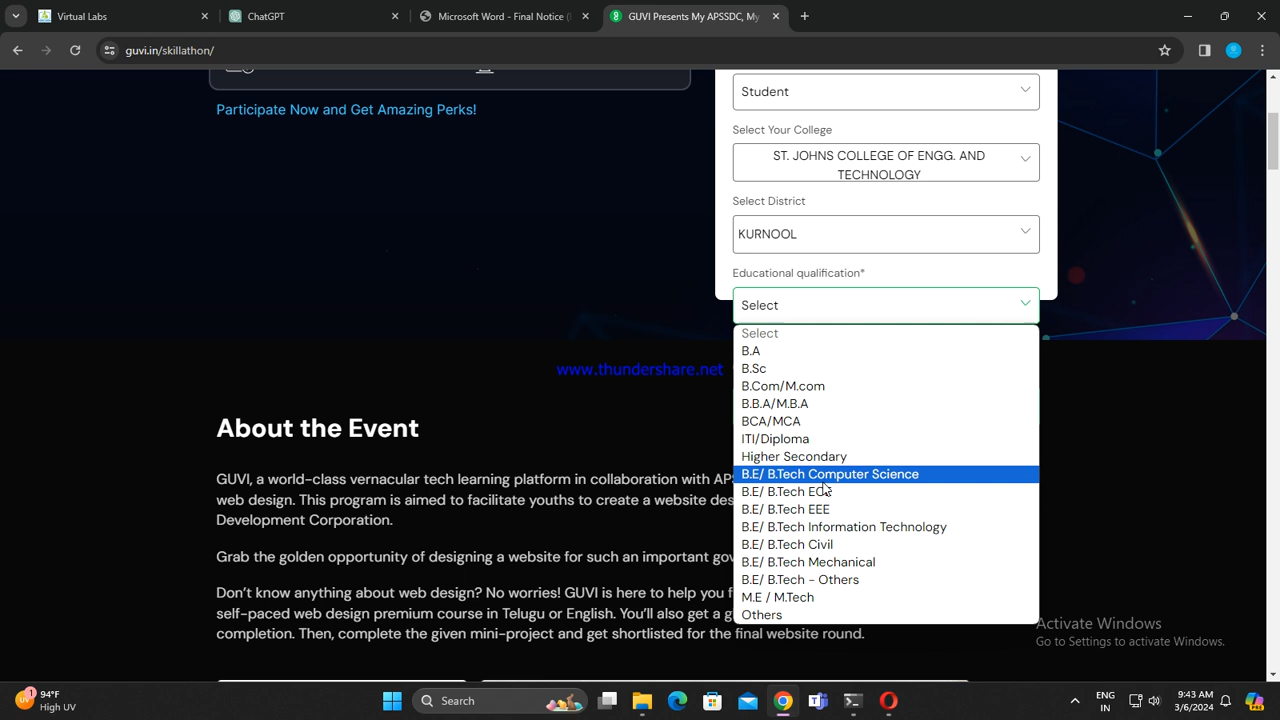 Virtual Labs
ChatGPT
Microsoft Word - Final Notice (
GUVI Presents My APSSDC, My
guvi.in/skillathon/
Participate Now and Get Amazing Perks!
Student
Select Your College
ST. JOHNS COLLEGE OF ENGG. AND
TECHNOLOGY
Select District
KURNOOL
Educational qualification*
Select
Select
B.A
B.Sc
B.Com/M.com
B.B.A/M.B.A
BCA/MCA
ITI/Diploma
Higher Secondary
B.E/ B.Tech Computer Science
B.E/ B.Tech ECE
B.E/ B.Tech EEE
B.E/ B.Tech Information Technology
B.E/ B.Tech Civil
B.E/ B.Tech Mechanical
B.E/ B.Tech - Others
M.E / M.Tech
Others
www.thundershare.net
About the Event
GUVI, a world-class vernacular tech learning platform in collaboration with
web design. This program is aimed to facilitate youths to create a website
Development Corporation.
Grab the golden opportunity of designing a website for such an important
Don't know anything about web design? No worries! GUVI is here to help you
self-paced web design premium course in Telugu or English. You'll also get a
completion. Then, complete the given mini-project and get shortlisted for the final website round.
Activate Windows
Go to Settings to activate Windows.
1
94°F
High UV
Search
ENG
IN
9:43 AM
3/6/2024